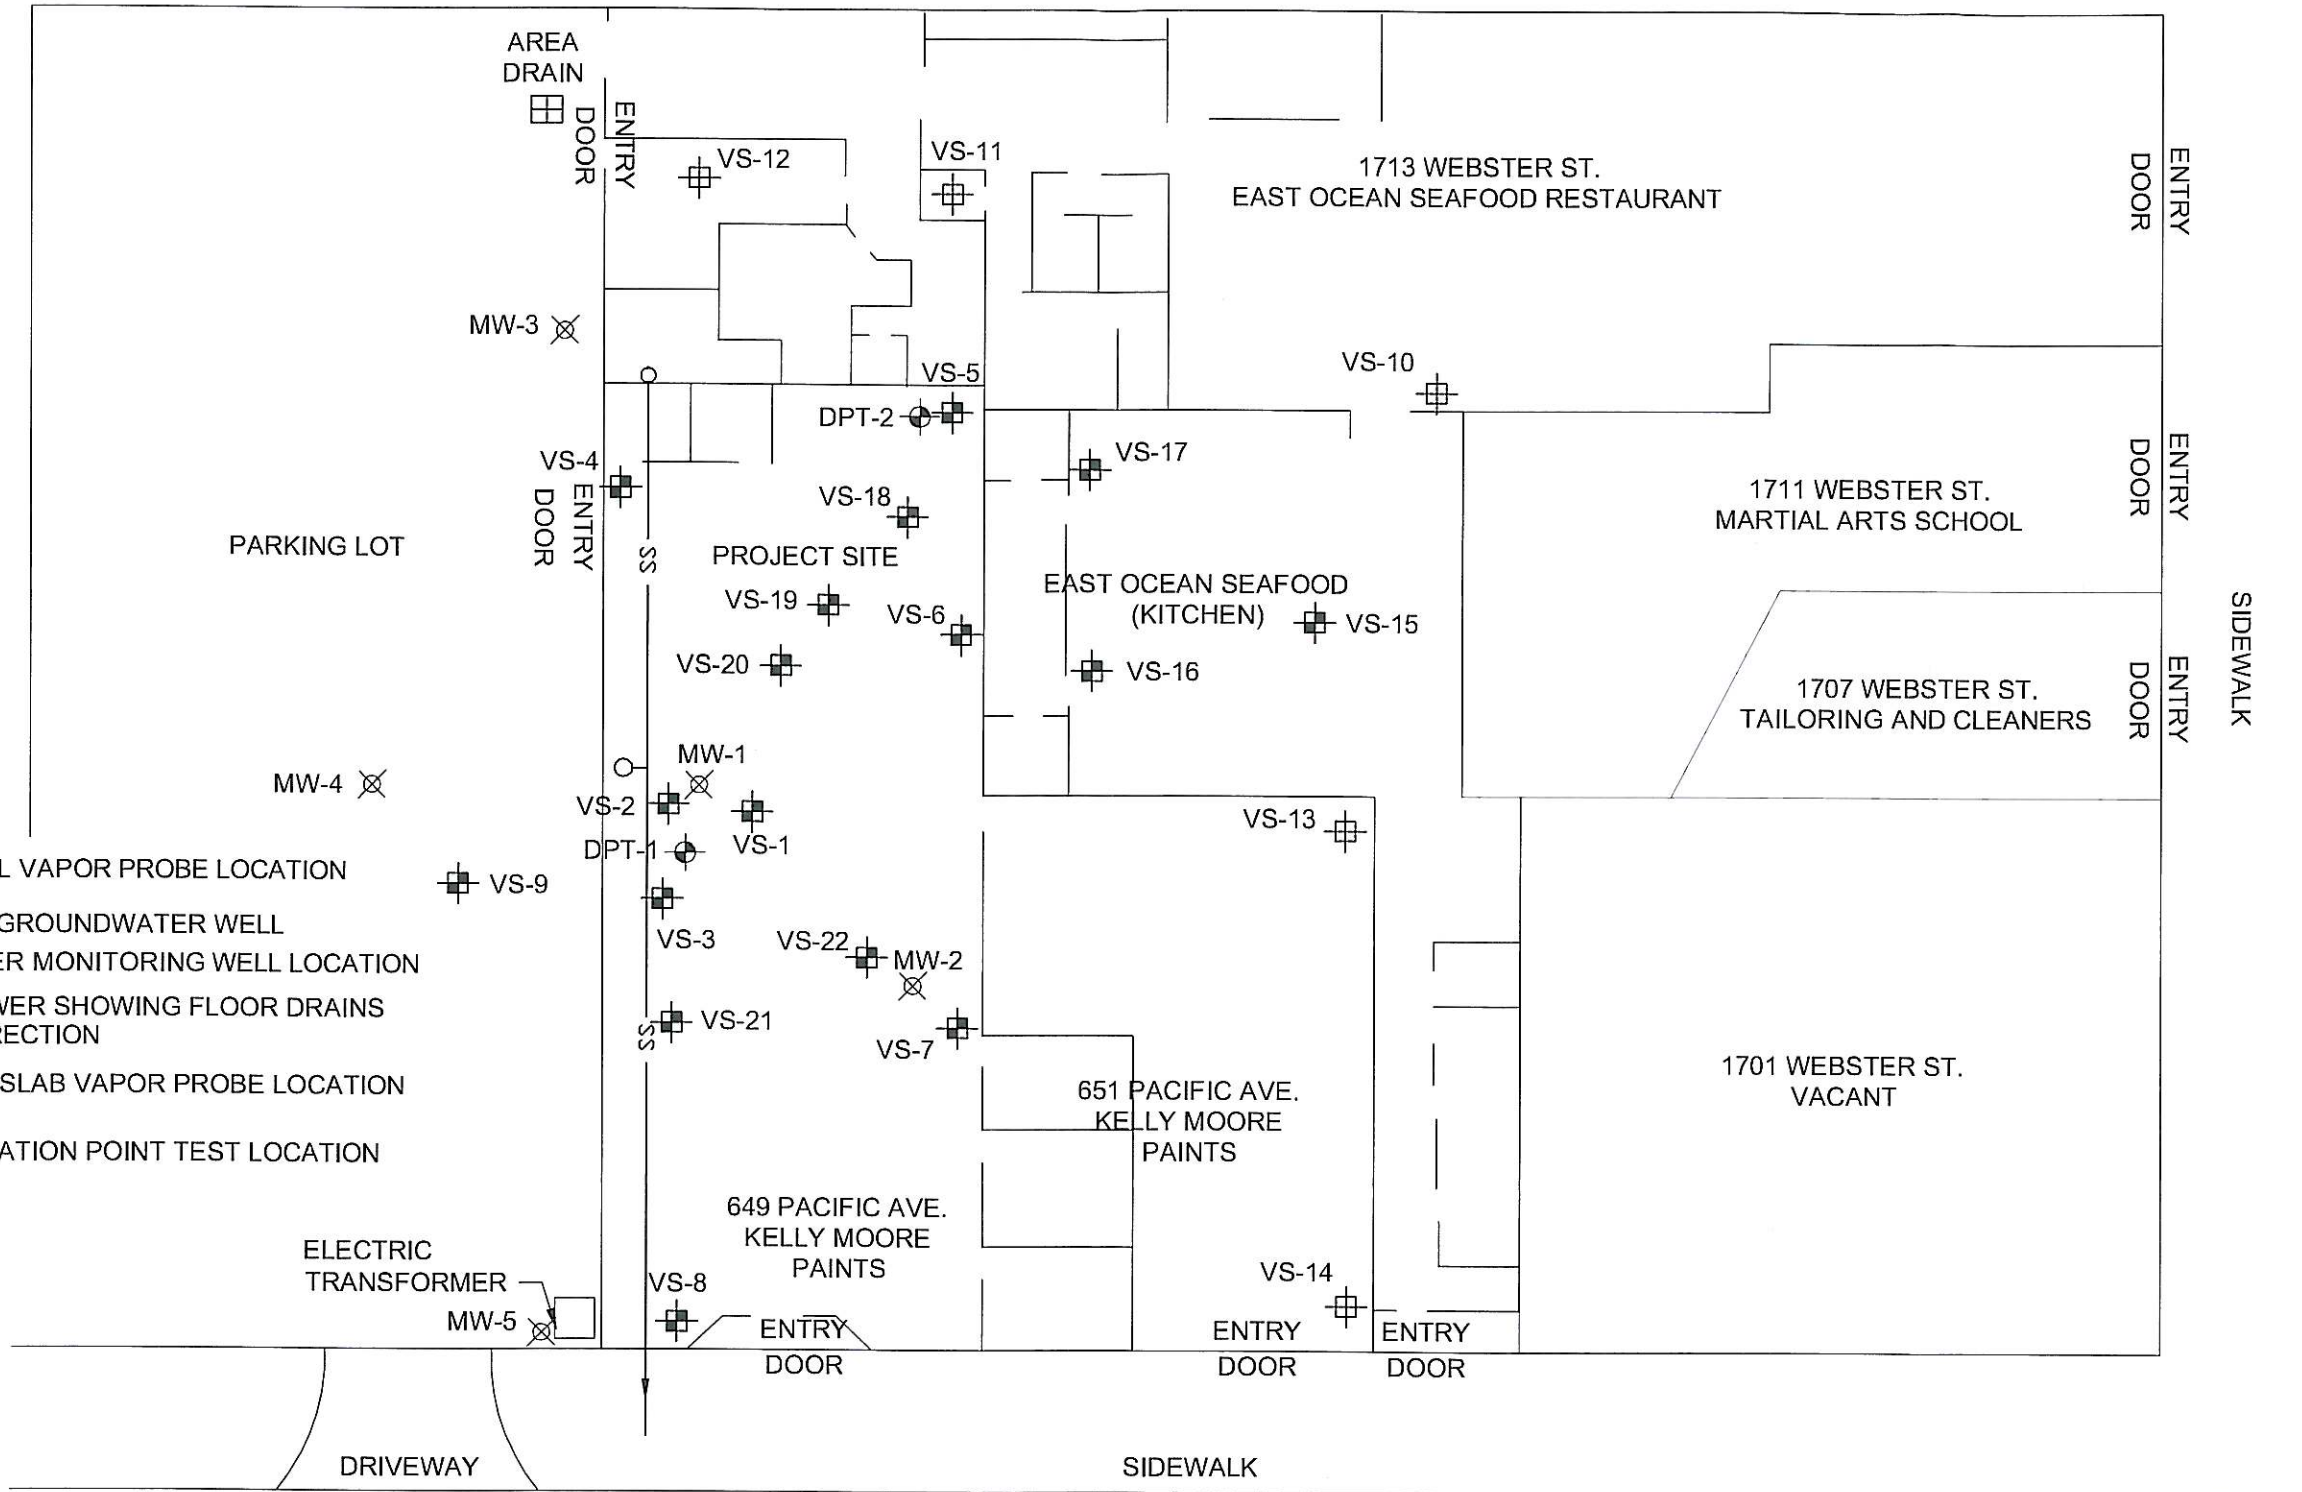 AREA
DRAIN
ENTRY
DOOR
VS-12
VS-11
1713 WEBSTER ST.
EAST OCEAN SEAFOOD RESTAURANT
ENTRY
DOOR
MW-3
VS-5
VS-10
DPT-2
VS-4
ENTRY
DOOR
VS-17
VS-18
1711 WEBSTER ST.
MARTIAL ARTS SCHOOL
ENTRY
DOOR
PARKING LOT
SS
PROJECT SITE
EAST OCEAN SEAFOOD
(KITCHEN)
VS-19
VS-6
VS-15
SIDEWALK
VS-20
VS-16
1707 WEBSTER ST.
TAILORING AND CLEANERS
ENTRY
DOOR
MW-1
MW-4
VS-2
VS-1
VS-13
DPT-1
L VAPOR PROBE LOCATION
VS-9
GROUNDWATER WELL
VS-3
VS-22
MW-2
ER MONITORING WELL LOCATION
WER SHOWING FLOOR DRAINS
RECTION
VS-21
SS
VS-7
SLAB VAPOR PROBE LOCATION
651 PACIFIC AVE.
KELLY MOORE
PAINTS
1701 WEBSTER ST.
VACANT
ATION POINT TEST LOCATION
649 PACIFIC AVE.
KELLY MOORE
PAINTS
ELECTRIC
TRANSFORMER
VS-8
VS-14
MW-5
ENTRY
DOOR
ENTRY
DOOR
ENTRY
DOOR
DRIVEWAY
SIDEWALK